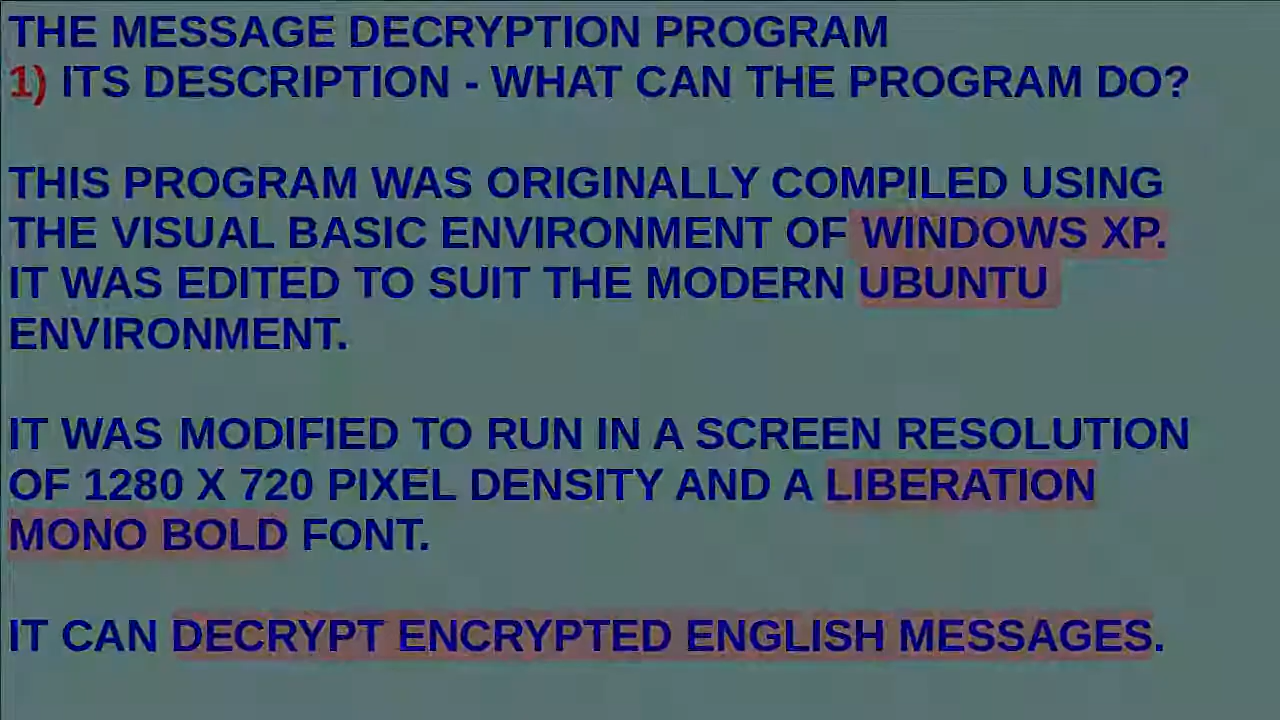 THE MESSAGE DECRYPTION PROGRAM
1) ITS DESCRIPTION - WHAT CAN THE PROGRAM DO?
THIS PROGRAM WAS ORIGINALLY COMPILED USING
THE VISUAL BASIC ENVIRONMENT OF WINDOWS XP.
IT WAS EDITED TO SUIT THE MODERN UBUNTU
ENVIRONMENT.
IT WAS MODIFIED TO RUN IN A SCREEN RESOLUTION
OF 1280 X 720 PIXEL DENSITY AND A LIBERATION
MONO BOLD FONT.
IT CAN DECRYPT ENCRYPTED ENGLISH MESSAGES.